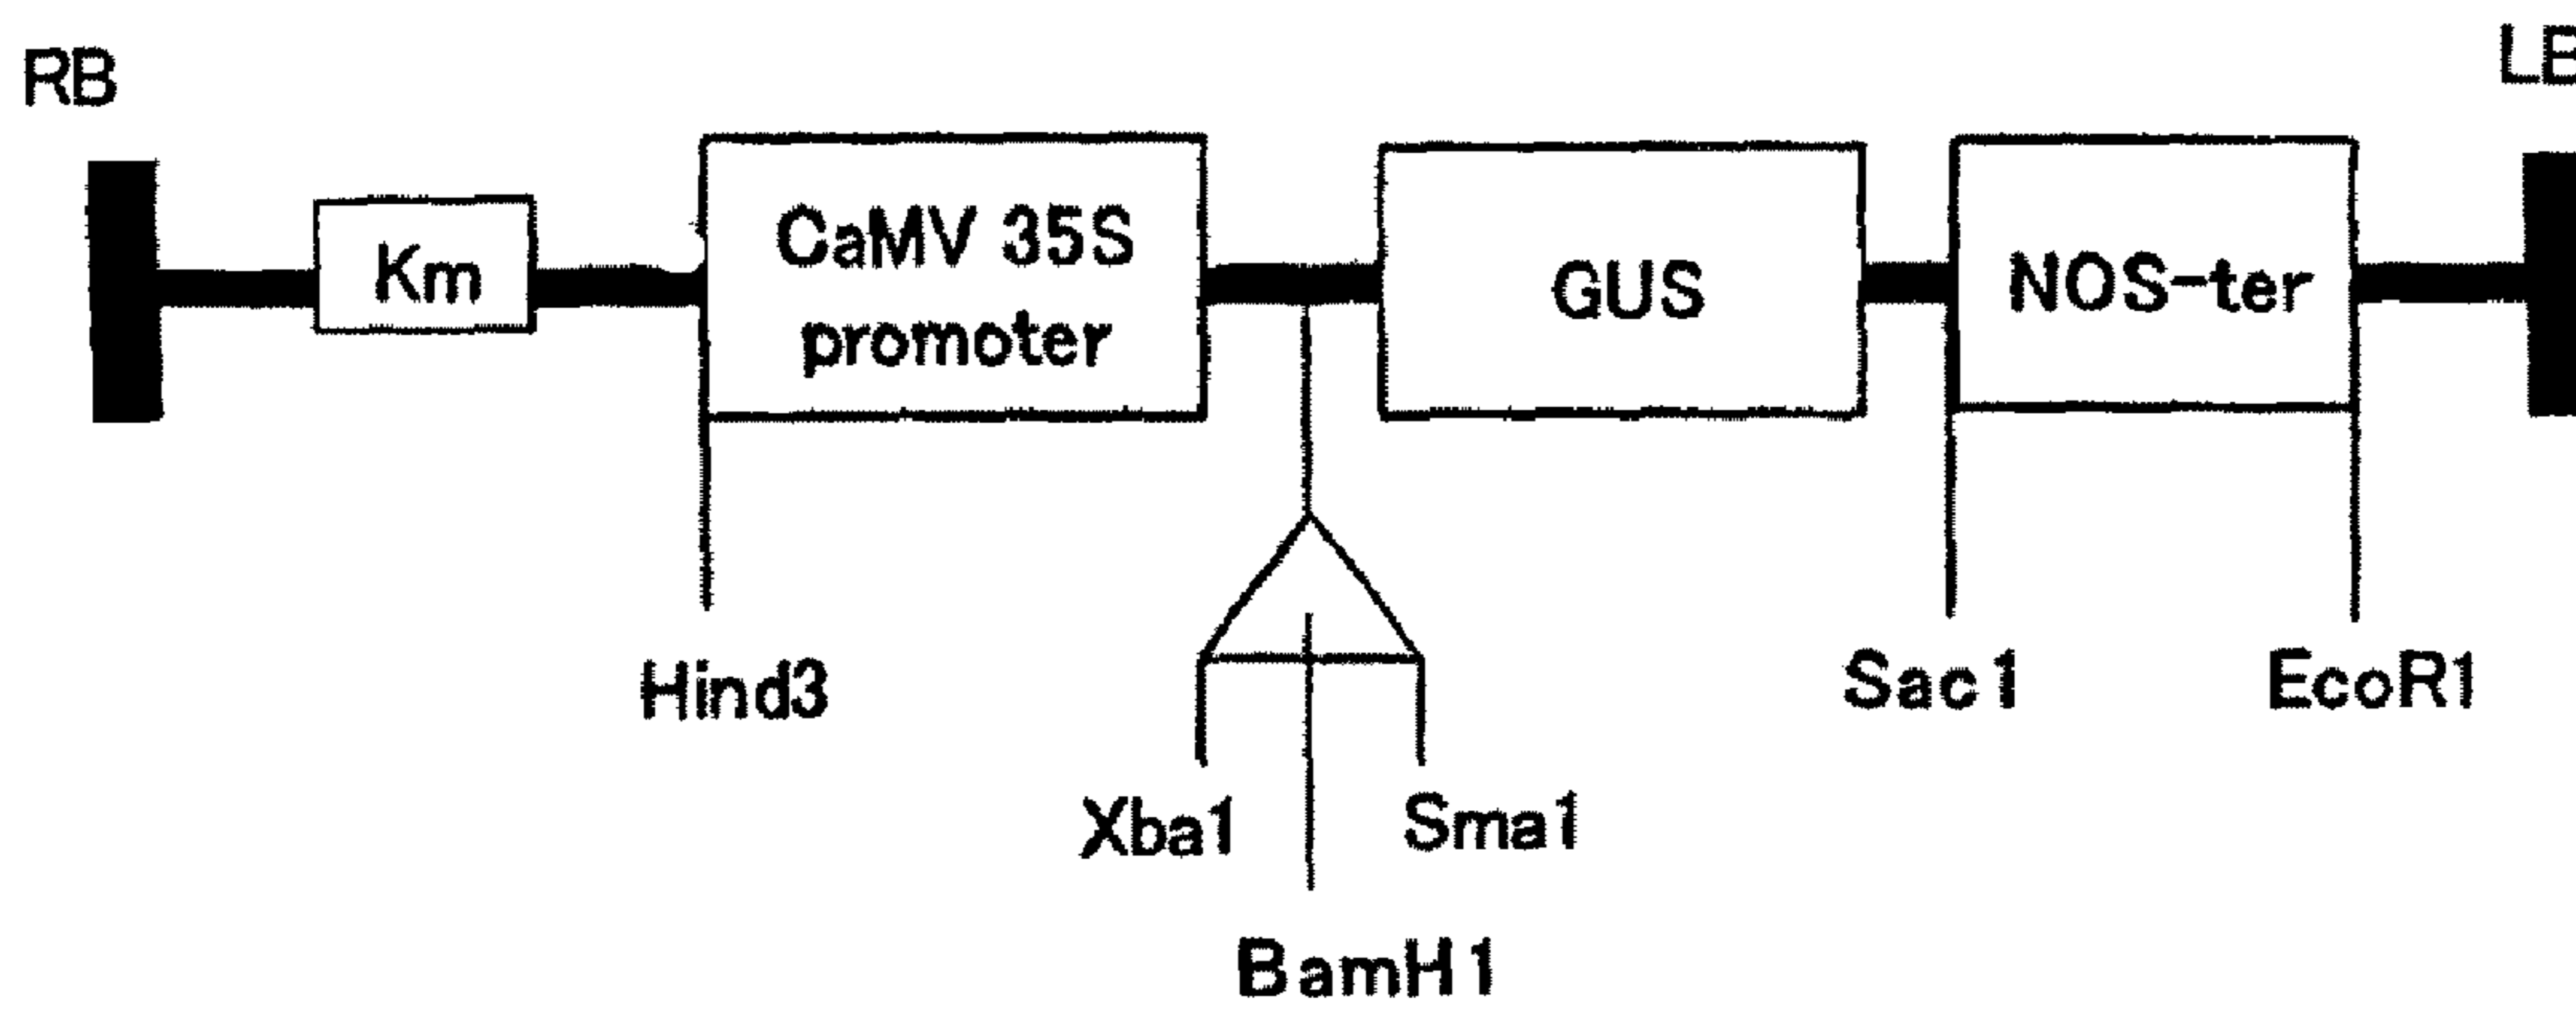 RB
LB
Km
CaMV 35S
promoter
GUS
NOS-ter
Hind3
Sac1
EcoR1
Xba1
Sma1
BamH1